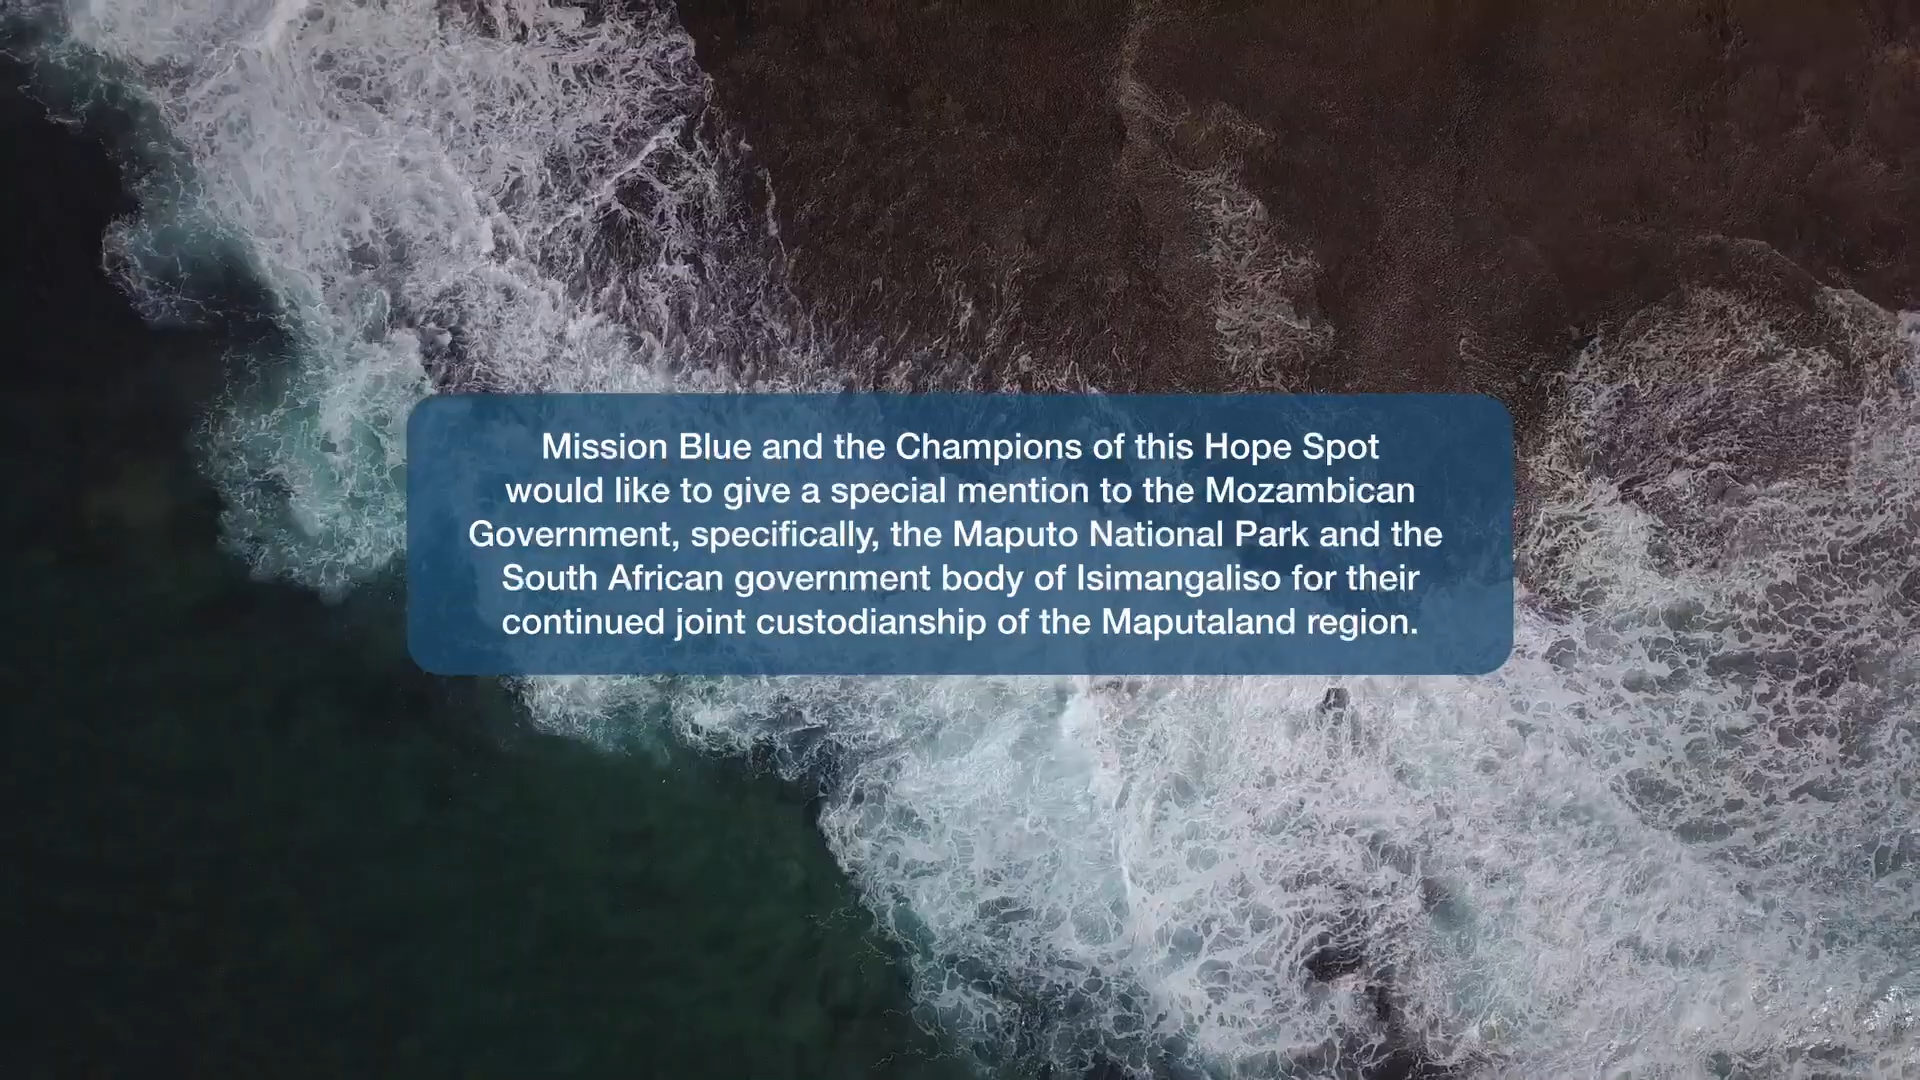 Mission Blue and the Champions of this Hope Spot
would like to give a special mention to the Mozambican
Government, specifically, the Maputo National Park and the
South African government body of Isimangaliso for their
continued joint custodianship of the Maputaland region.